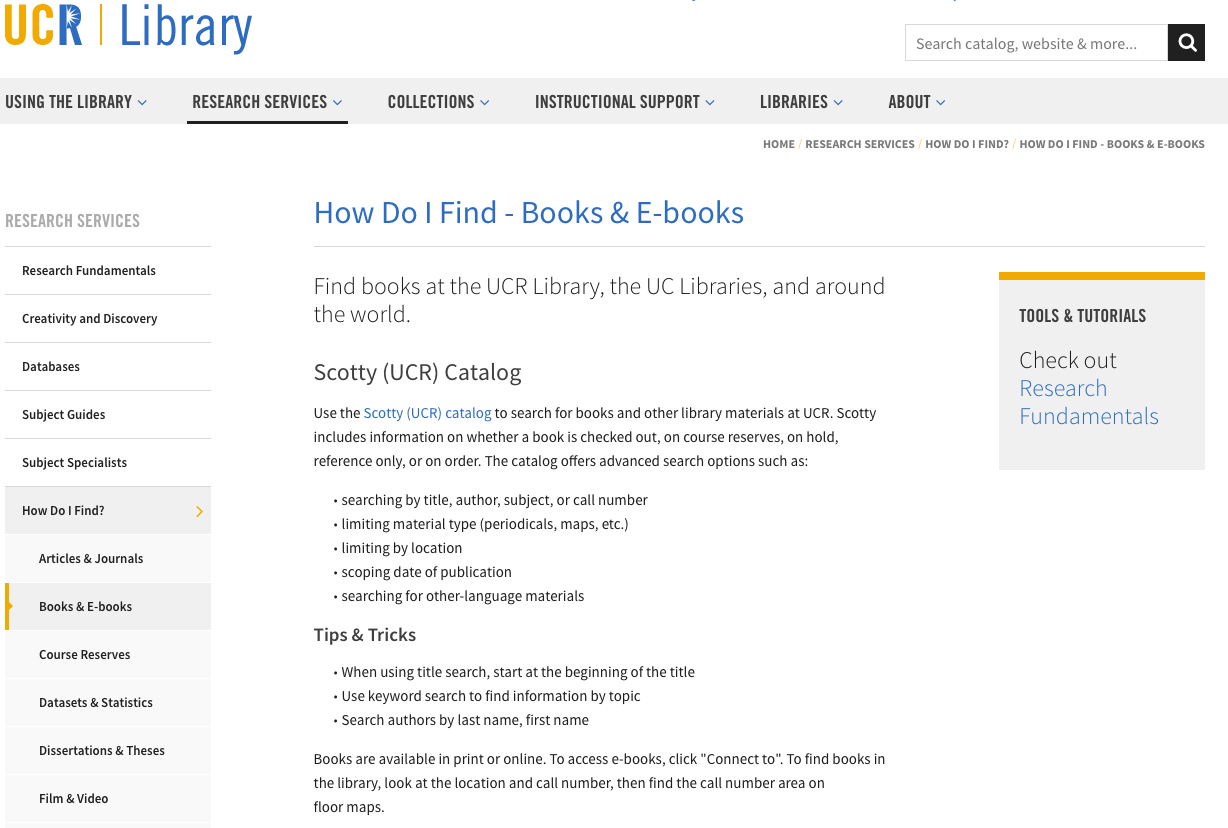 UCR Library
Search catalog, website & more...
USING THE LIBRARY RESEARCH SERVICES COLLECTIONS INSTRUCTIONAL SUPPORT LIBRARIES ABOUT
HOME / RESEARCH SERVICES / HOW DO I FIND? / HOW DO I FIND - BOOKS & E-BOOKS
RESEARCH SERVICES
Research Fundamentals
Creativity and Discovery
Databases
Subject Guides
Subject Specialists
How Do I Find?
Articles & Journals
Books & E-books
Course Reserves
Datasets & Statistics
Dissertations & Theses
Film & Video
How Do I Find - Books & E-books
Find books at the UCR Library, the UC Libraries, and around
the world.
Scotty (UCR) Catalog
Use the Scotty (UCR) catalog to search for books and other library materials at UCR. Scotty
includes information on whether a book is checked out, on course reserves, on hold,
reference only, or on order. The catalog offers advanced search options such as:
• searching by title, author, subject, or call number
• limiting material type (periodicals, maps, etc.)
• limiting by location
• scoping date of publication
• searching for other-language materials
Tips & Tricks
• When using title search, start at the beginning of the title
• Use keyword search to find information by topic
• Search authors by last name, first name
Books are available in print or online. To access e-books, click "Connect to". To find books in
the library, look at the location and call number, then find the call number area on
floor maps.
TOOLS & TUTORIALS
Check out
Research
Fundamentals